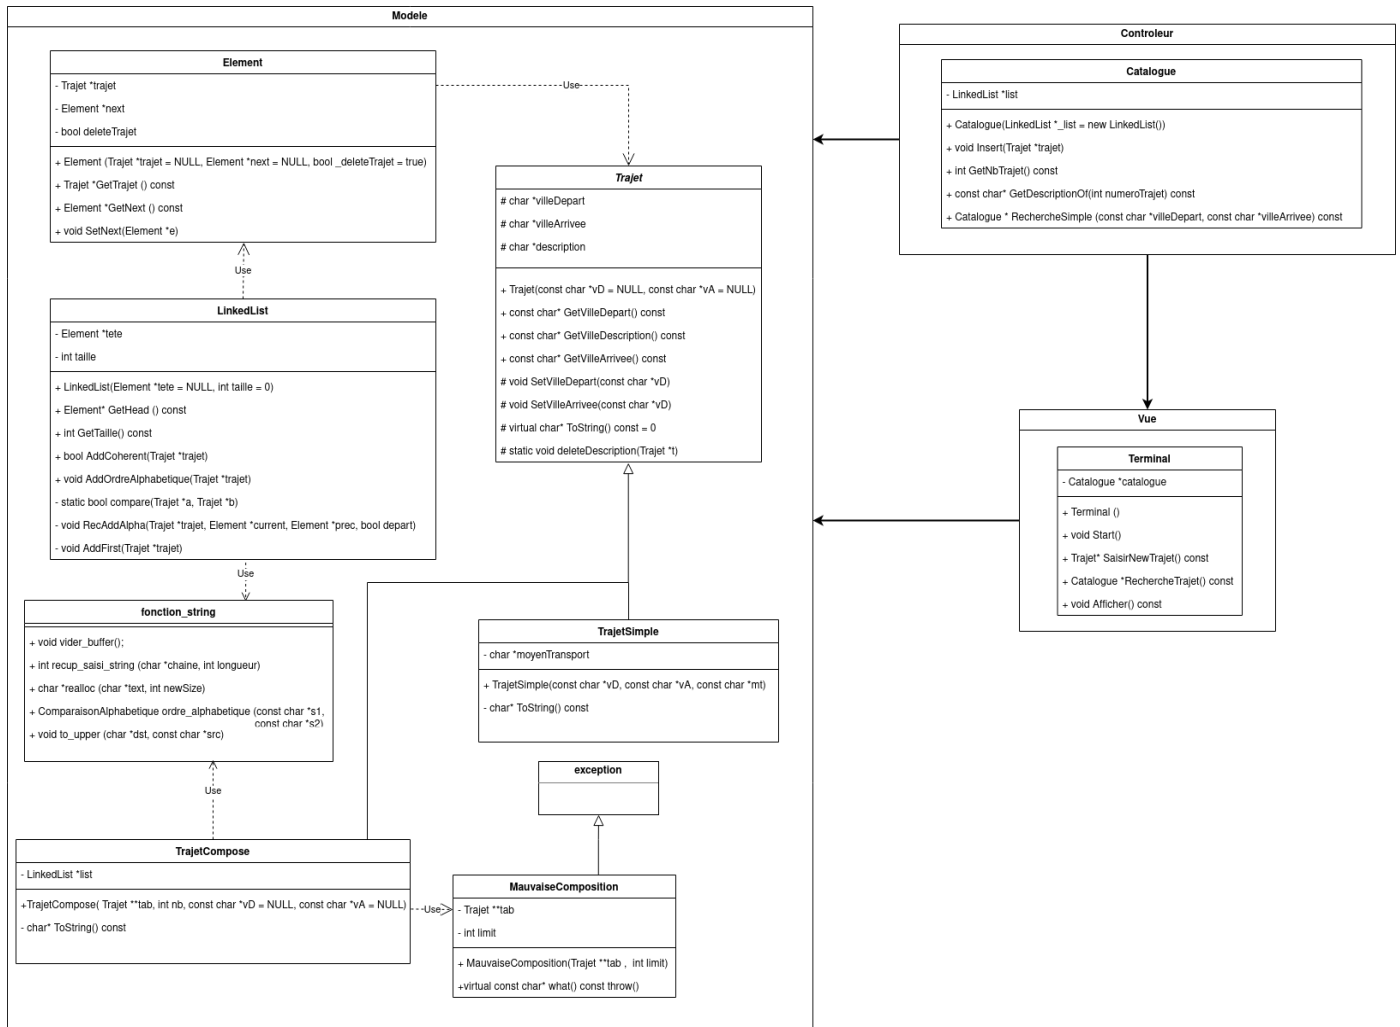 Modele
Element
- Trajet *trajet
- Element *next
- bool deleteTrajet
+ Element (Trajet *trajet = NULL, Element *next = NULL, bool _deleteTrajet = true)
+ Trajet *GetTrajet () const
+ Element *GetNext () const
+ void SetNext(Element *e)
Use
Use
LinkedList
- Element *tete
- int taille
+ LinkedList(Element *tete = NULL, int taille = 0)
+ Element* GetHead () const
+ int GetTaille() const
+ bool AddCoherent(Trajet *trajet)
+ void AddOrdreAlphabetique(Trajet *trajet)
- static bool compare(Trajet *a, Trajet *b)
- void RecAddAlpha(Trajet *trajet, Element *current, Element *prec, bool depart)
- void AddFirst(Trajet *trajet)
Use
fonction_string
+ void vider_buffer();
+ int recup_saisi_string (char *chaine, int longueur)
+ char *realloc (char *text, int newSize)
+ ComparaisonAlphabetique ordre_alphabetique (const char *s1,
const char *s2)
+ void to_upper (char *dst, const char *src)
Use
TrajetCompose
- LinkedList *list
+TrajetCompose( Trajet **tab, int nb, const char *vD = NULL, const char *vA = NULL)
- char* ToString() const
Use
Trajet
# char *villeDepart
# char *villeArrivee
# char *description
+ Trajet(const char *vD = NULL, const char *vA = NULL)
+ const char* GetVilleDepart() const
+ const char* GetVilleDescription() const
+ const char* GetVilleArrivee() const
# void SetVilleDepart(const char *vD)
# void SetVilleArrivee(const char *vD)
# virtual char* ToString() const = 0
# static void deleteDescription(Trajet *t)
TrajetSimple
- char *moyenTransport
+ TrajetSimple(const char *vD, const char *vA, const char *mt)
- char* ToString() const
exception
MauvaiseComposition
- Trajet **tab
- int limit
+ MauvaiseComposition(Trajet **tab , int limit)
+virtual const char* what() const throw()
Controleur
Catalogue
- LinkedList *list
+ Catalogue(LinkedList *_list = new LinkedList())
+ void Insert(Trajet *trajet)
+ int GetNbTrajet() const
+ const char* GetDescriptionOf(int numeroTrajet) const
+ Catalogue * RechercheSimple (const char *villeDepart, const char *villeArrivee) const
Vue
Terminal
- Catalogue *catalogue
+ Terminal ()
+ void Start()
+ Trajet* SaisirNewTrajet() const
+ Catalogue *RechercheTrajet() const
+ void Afficher() const